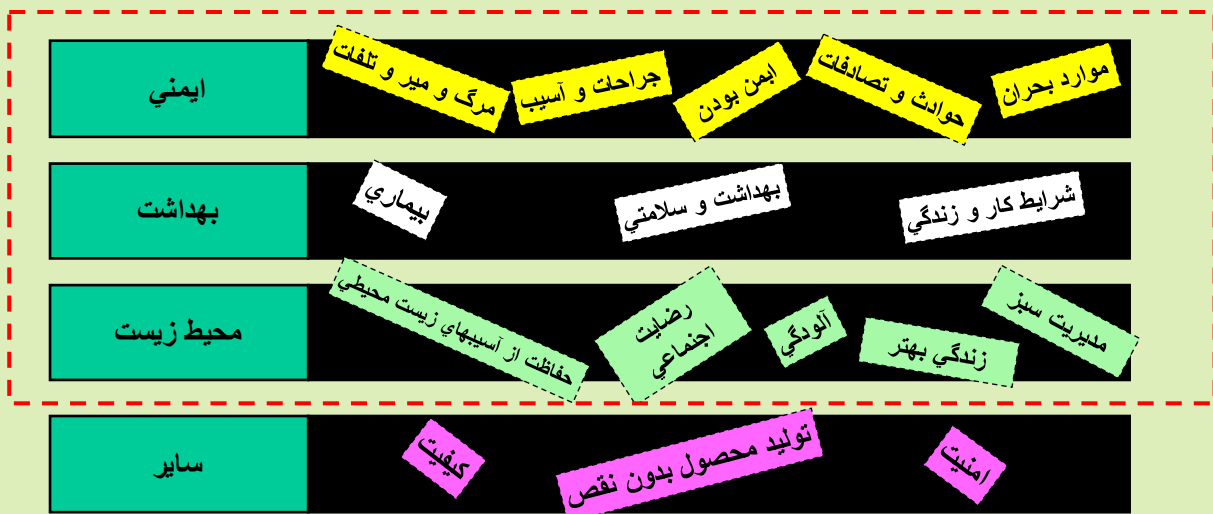 ايمني
مرگ و مير و تلفات
جراحات و آسيب
ايمن بودن
حوادث و تصادفات
موارد بحران
بهداشت
بيماري
بهداشت و سلامتي
شرايط كار و زندگي
محيط زيست
حفاظت از آسيبهاي زيست محيطي
رضايت
اجتماعي
آلودگي
زندگي بهتر
مديريت سبز
ساير
كيفيت
توليد محصول بدون نقص
امنيت